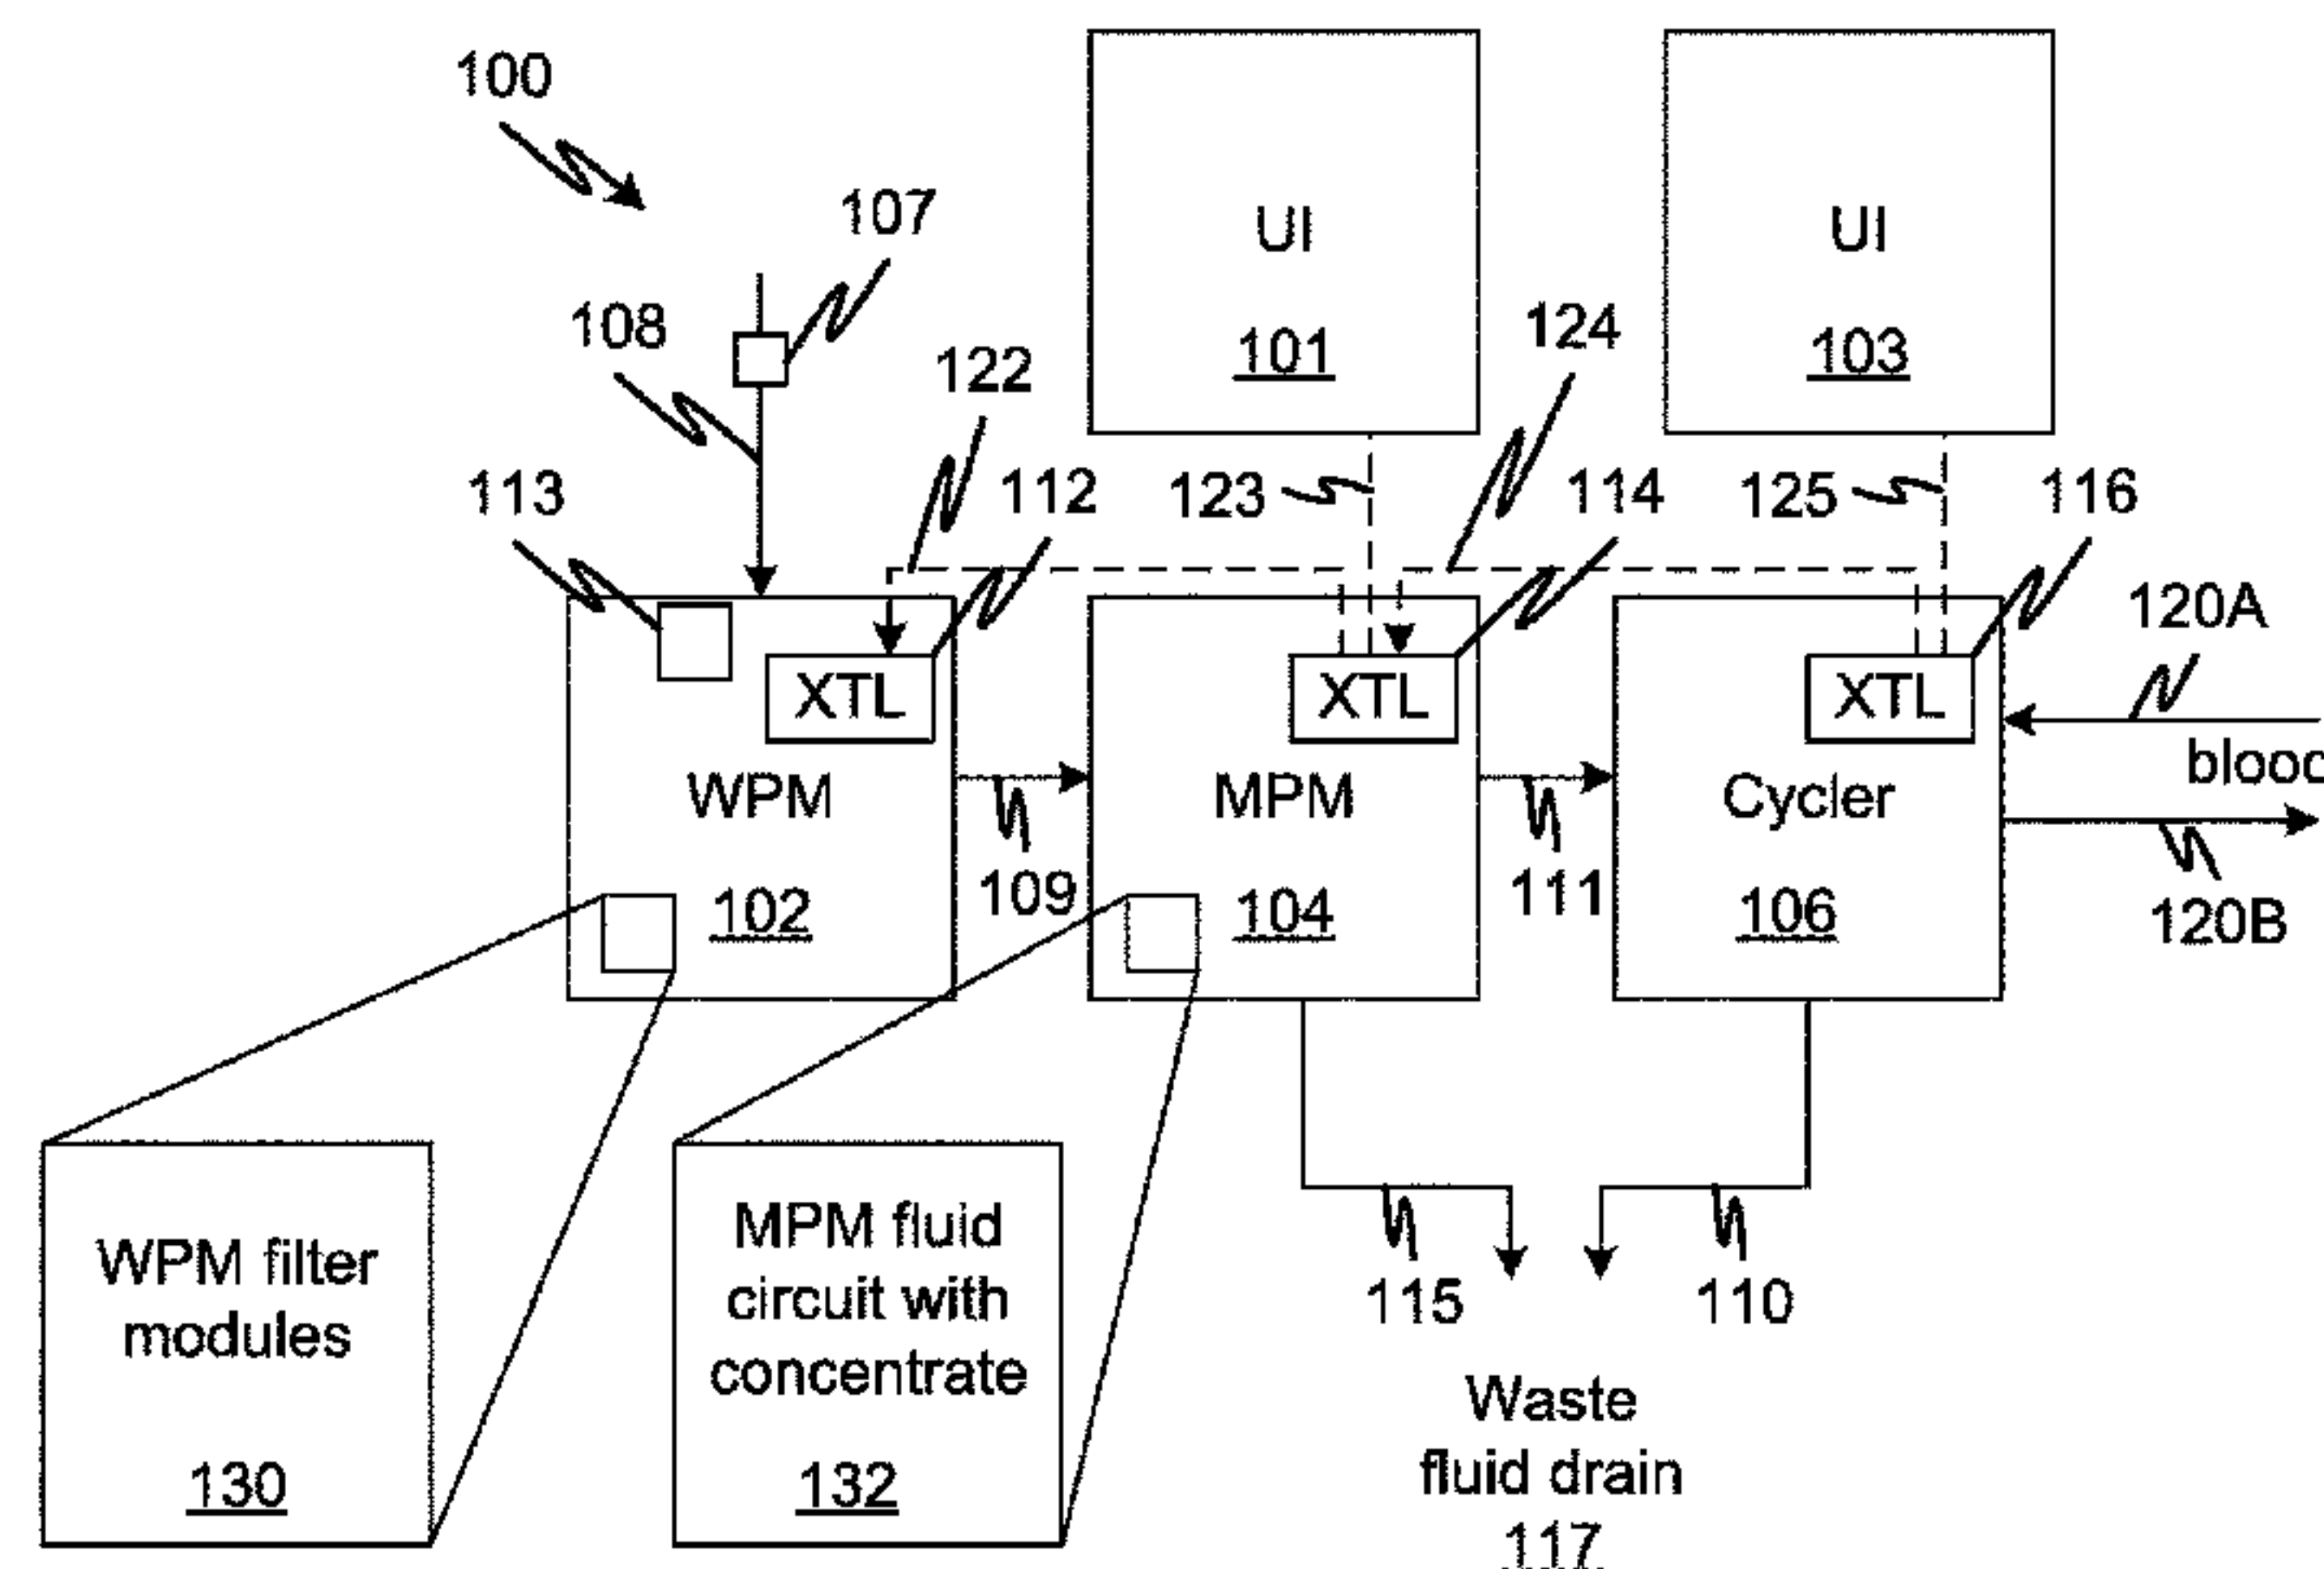 100
107
108
122
124
113
112
123
114
125
116
UI
101
UI
103
XTL
XTL
XTL
120A
blood
WPM
MPM
Cycler
109
111
102
104
106
120B
WPM filter
modules
130
MPM fluid
circuit with
concentrate
132
115
110
Waste
fluid drain
117